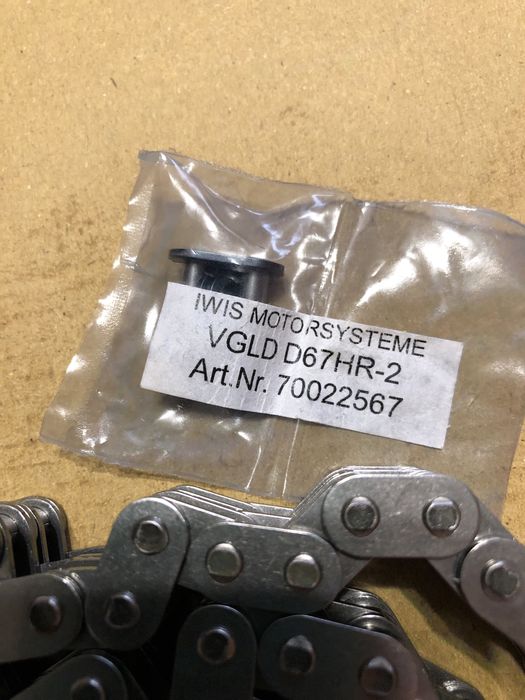 IWIS MOTORSYSTEME
VGLD D67HR-2
Art.Nr. 70022567